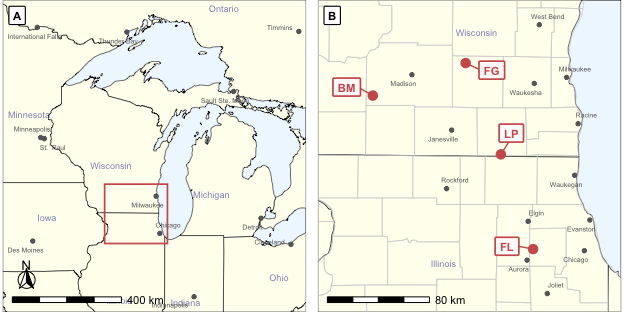 A
Ontario
Timmins
International Falls
Thunder Bay
Sault Ste. Marie
Minnesota
Minneapolis
St. Paul
Wisconsin
Michigan
Milwaukee
Iowa
Chicago
Detroit
Cleveland
Des Moines
N
Ohio
400 km
Indiana
Indianapolis
B
West Bend
Wisconsin
FG
Milwaukee
Madison
BM
Waukesha
Racine
LP
Janesville
Rockford
Waukegan
Elgin
Evanston
FL
Illinois
Aurora
Chicago
Joliet
80 km